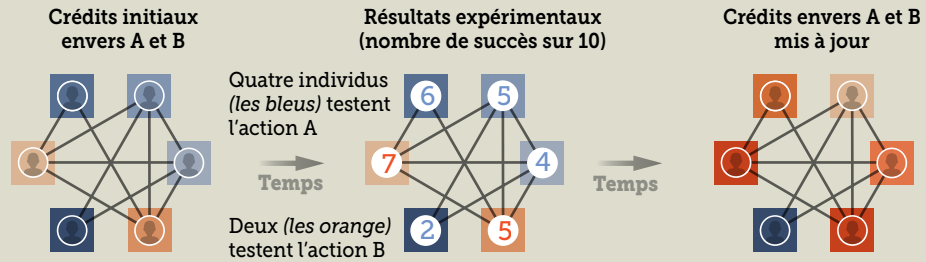 Crédits initiaux
envers A et B
Résultats expérimentaux
(nombre de succès sur 10)
Crédits envers A et B
mis à jour
Quatre individus
(les bleus) testent
l'action A
Temps
Deux (les orange)
testent l'action B
6
5
7
4
2
5
Temps